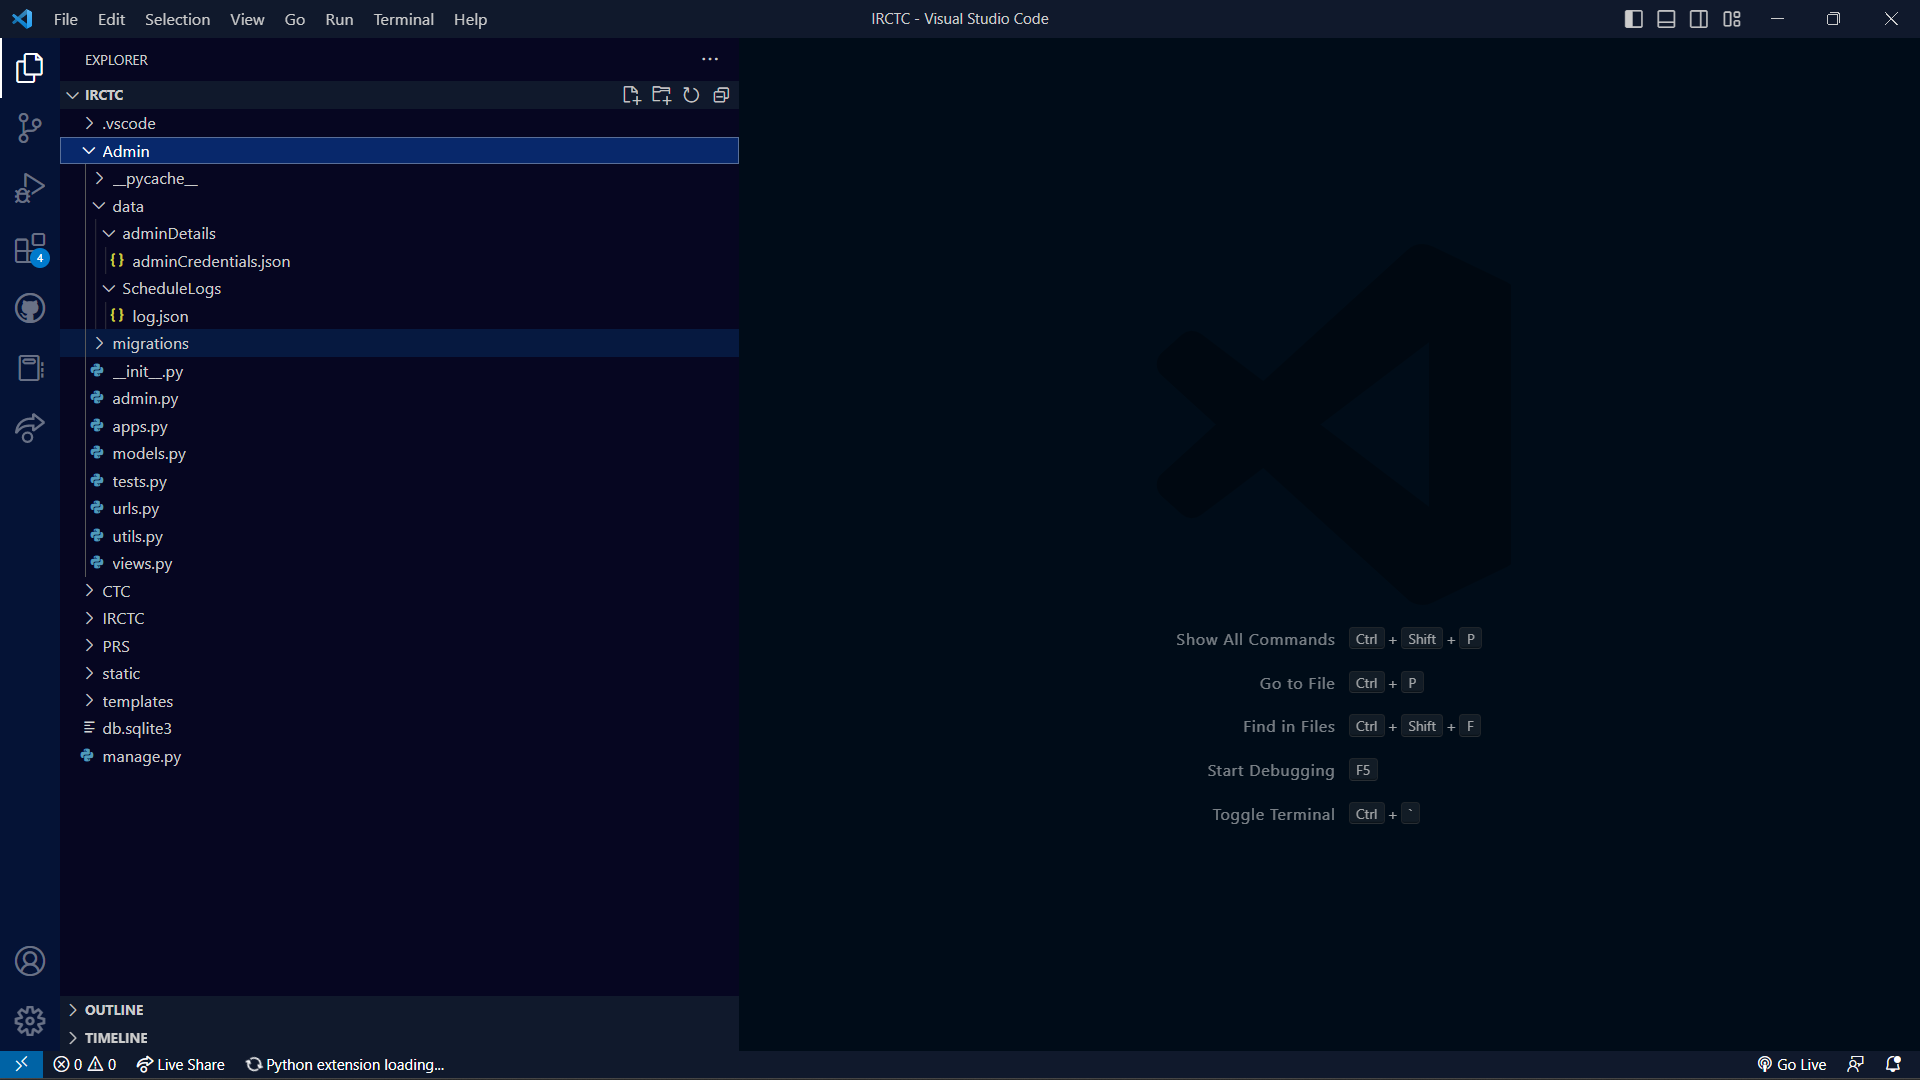 File Edit Selection View Go Run Terminal Help
IRCTC - Visual Studio Code
EXPLORER
IRCTC
.vscode
Admin
__pycache__
data
adminDetails
{} adminCredentials.json
ScheduleLogs
{} log.json
migrations
__init__.py
admin.py
apps.py
models.py
tests.py
urls.py
utils.py
views.py
CTC
IRCTC
PRS
static
templates
db.sqlite3
manage.py
4
Show All Commands Ctrl + Shift + P
Go to File Ctrl + P
Find in Files Ctrl + Shift + F
Start Debugging F5
Toggle Terminal Ctrl + `
OUTLINE
TIMELINE
0 0 Live Share Python extension loading... Go Live